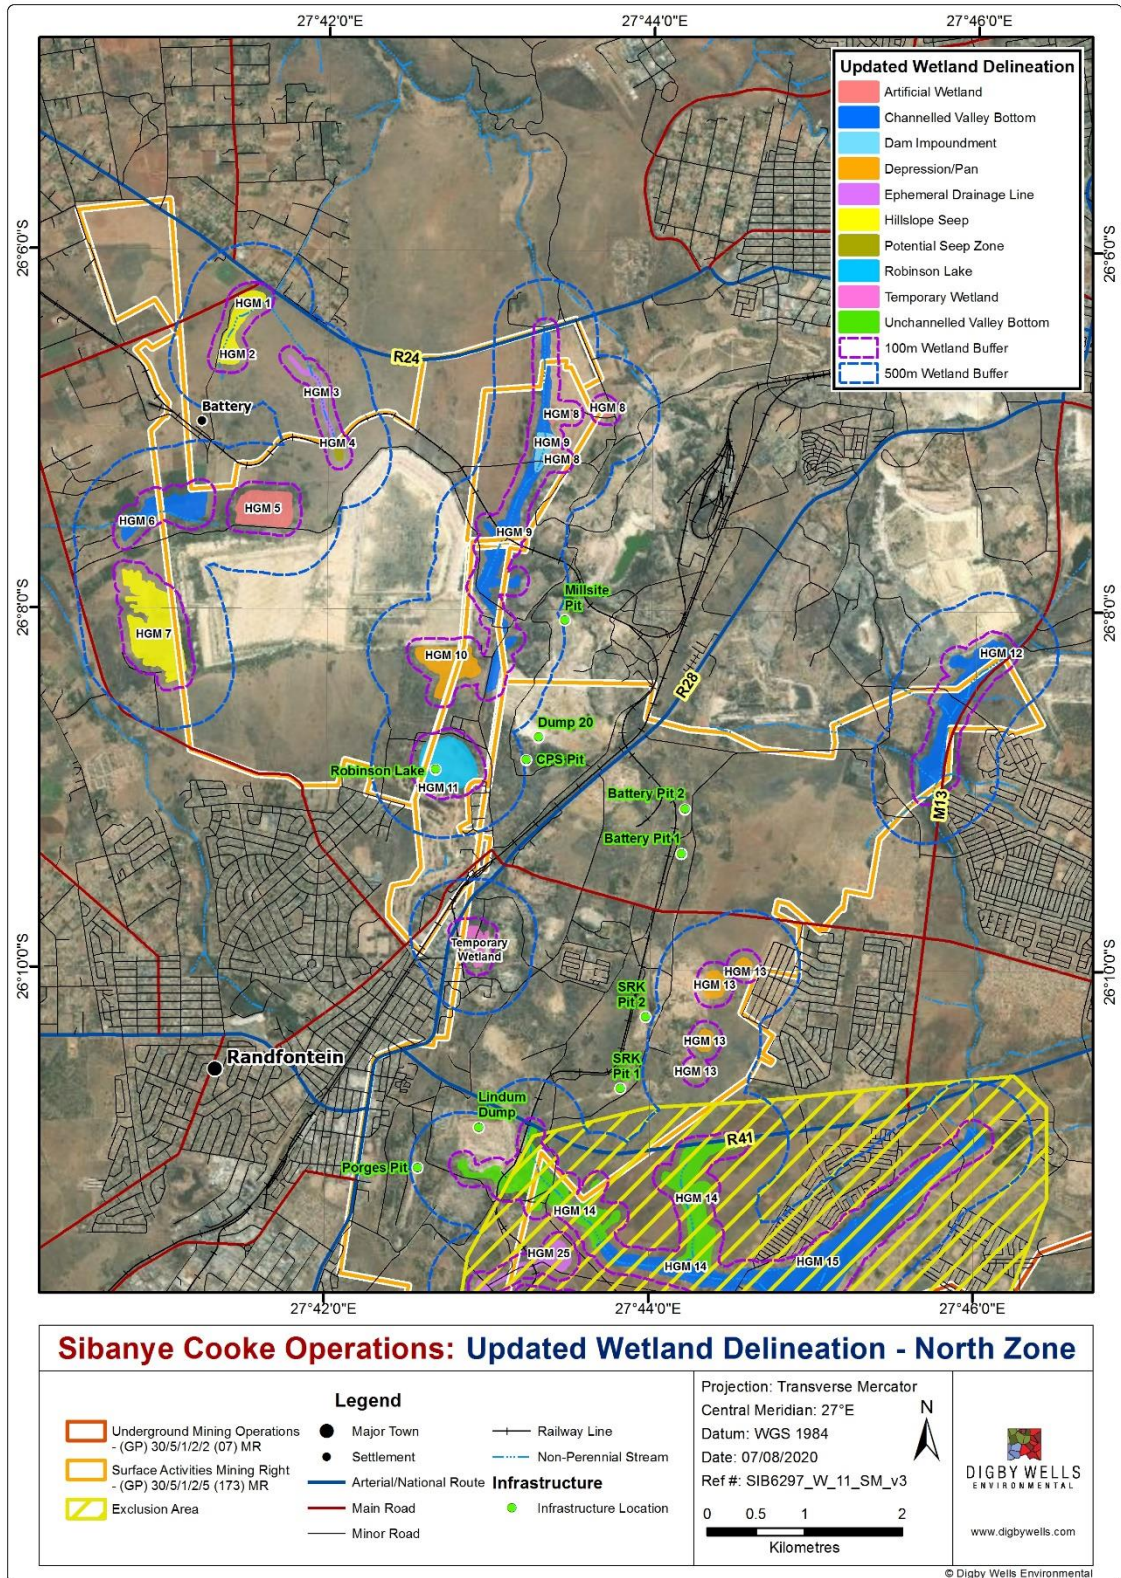 27°42'0"E
27°44'0"E
27°46'0"E
Updated Wetland Delineation
Artificial Wetland
Channelled Valley Bottom
Dam Impoundment
Depression/Pan
Ephemeral Drainage Line
Hillslope Seep
Potential Seep Zone
Robinson Lake
Temporary Wetland
Unchannelled Valley Bottom
100m Wetland Buffer
500m Wetland Buffer
26°6'0"S
26°6'0"S
HGM 1
HGM 2
R24
HGM 3
Battery
HGM 8
HGM 8
HGM 4
HGM 9
HGM 8
HGM 5
HGM 6
HGM 9
26°8'0"S
26°8'0"S
Millsite
Pit
HGM 7
HGM 10
HGM 12
R28
Dump 20
CPS Pit
Robinson Lake
HGM 11
Battery Pit 2
M13
Battery Pit 1
Temporary
Wetland
26°10'0"S
26°10'0"S
HGM 13
HGM 13
SRK
Pit 2
HGM 13
Randfontein
SRK
Pit 1
HGM 13
Lindum
Dump
R41
Porges Pit
HGM 14
HGM 14
HGM 25
HGM 14
HGM 15
27°42'0"E
27°44'0"E
27°46'0"E
Sibanye Cooke Operations: Updated Wetland Delineation - North Zone
Legend
Underground Mining Operations
- (GP) 30/5/1/2/2 (07) MR
Surface Activities Mining Right
- (GP) 30/5/1/2/5 (173) MR
Exclusion Area
Major Town
Settlement
Arterial/National Route
Main Road
Minor Road
Railway Line
Non-Perennial Stream
Infrastructure
Infrastructure Location
Projection: Transverse Mercator
Central Meridian: 27°E
Datum: WGS 1984
Date: 07/08/2020
Ref #: SIB6297_W_11_SM_v3
N
0 0.5 1 2
Kilometres
DIGBY WELLS
ENVIRONMENTAL
www.digbywells.com
© Digby Wells Environmental